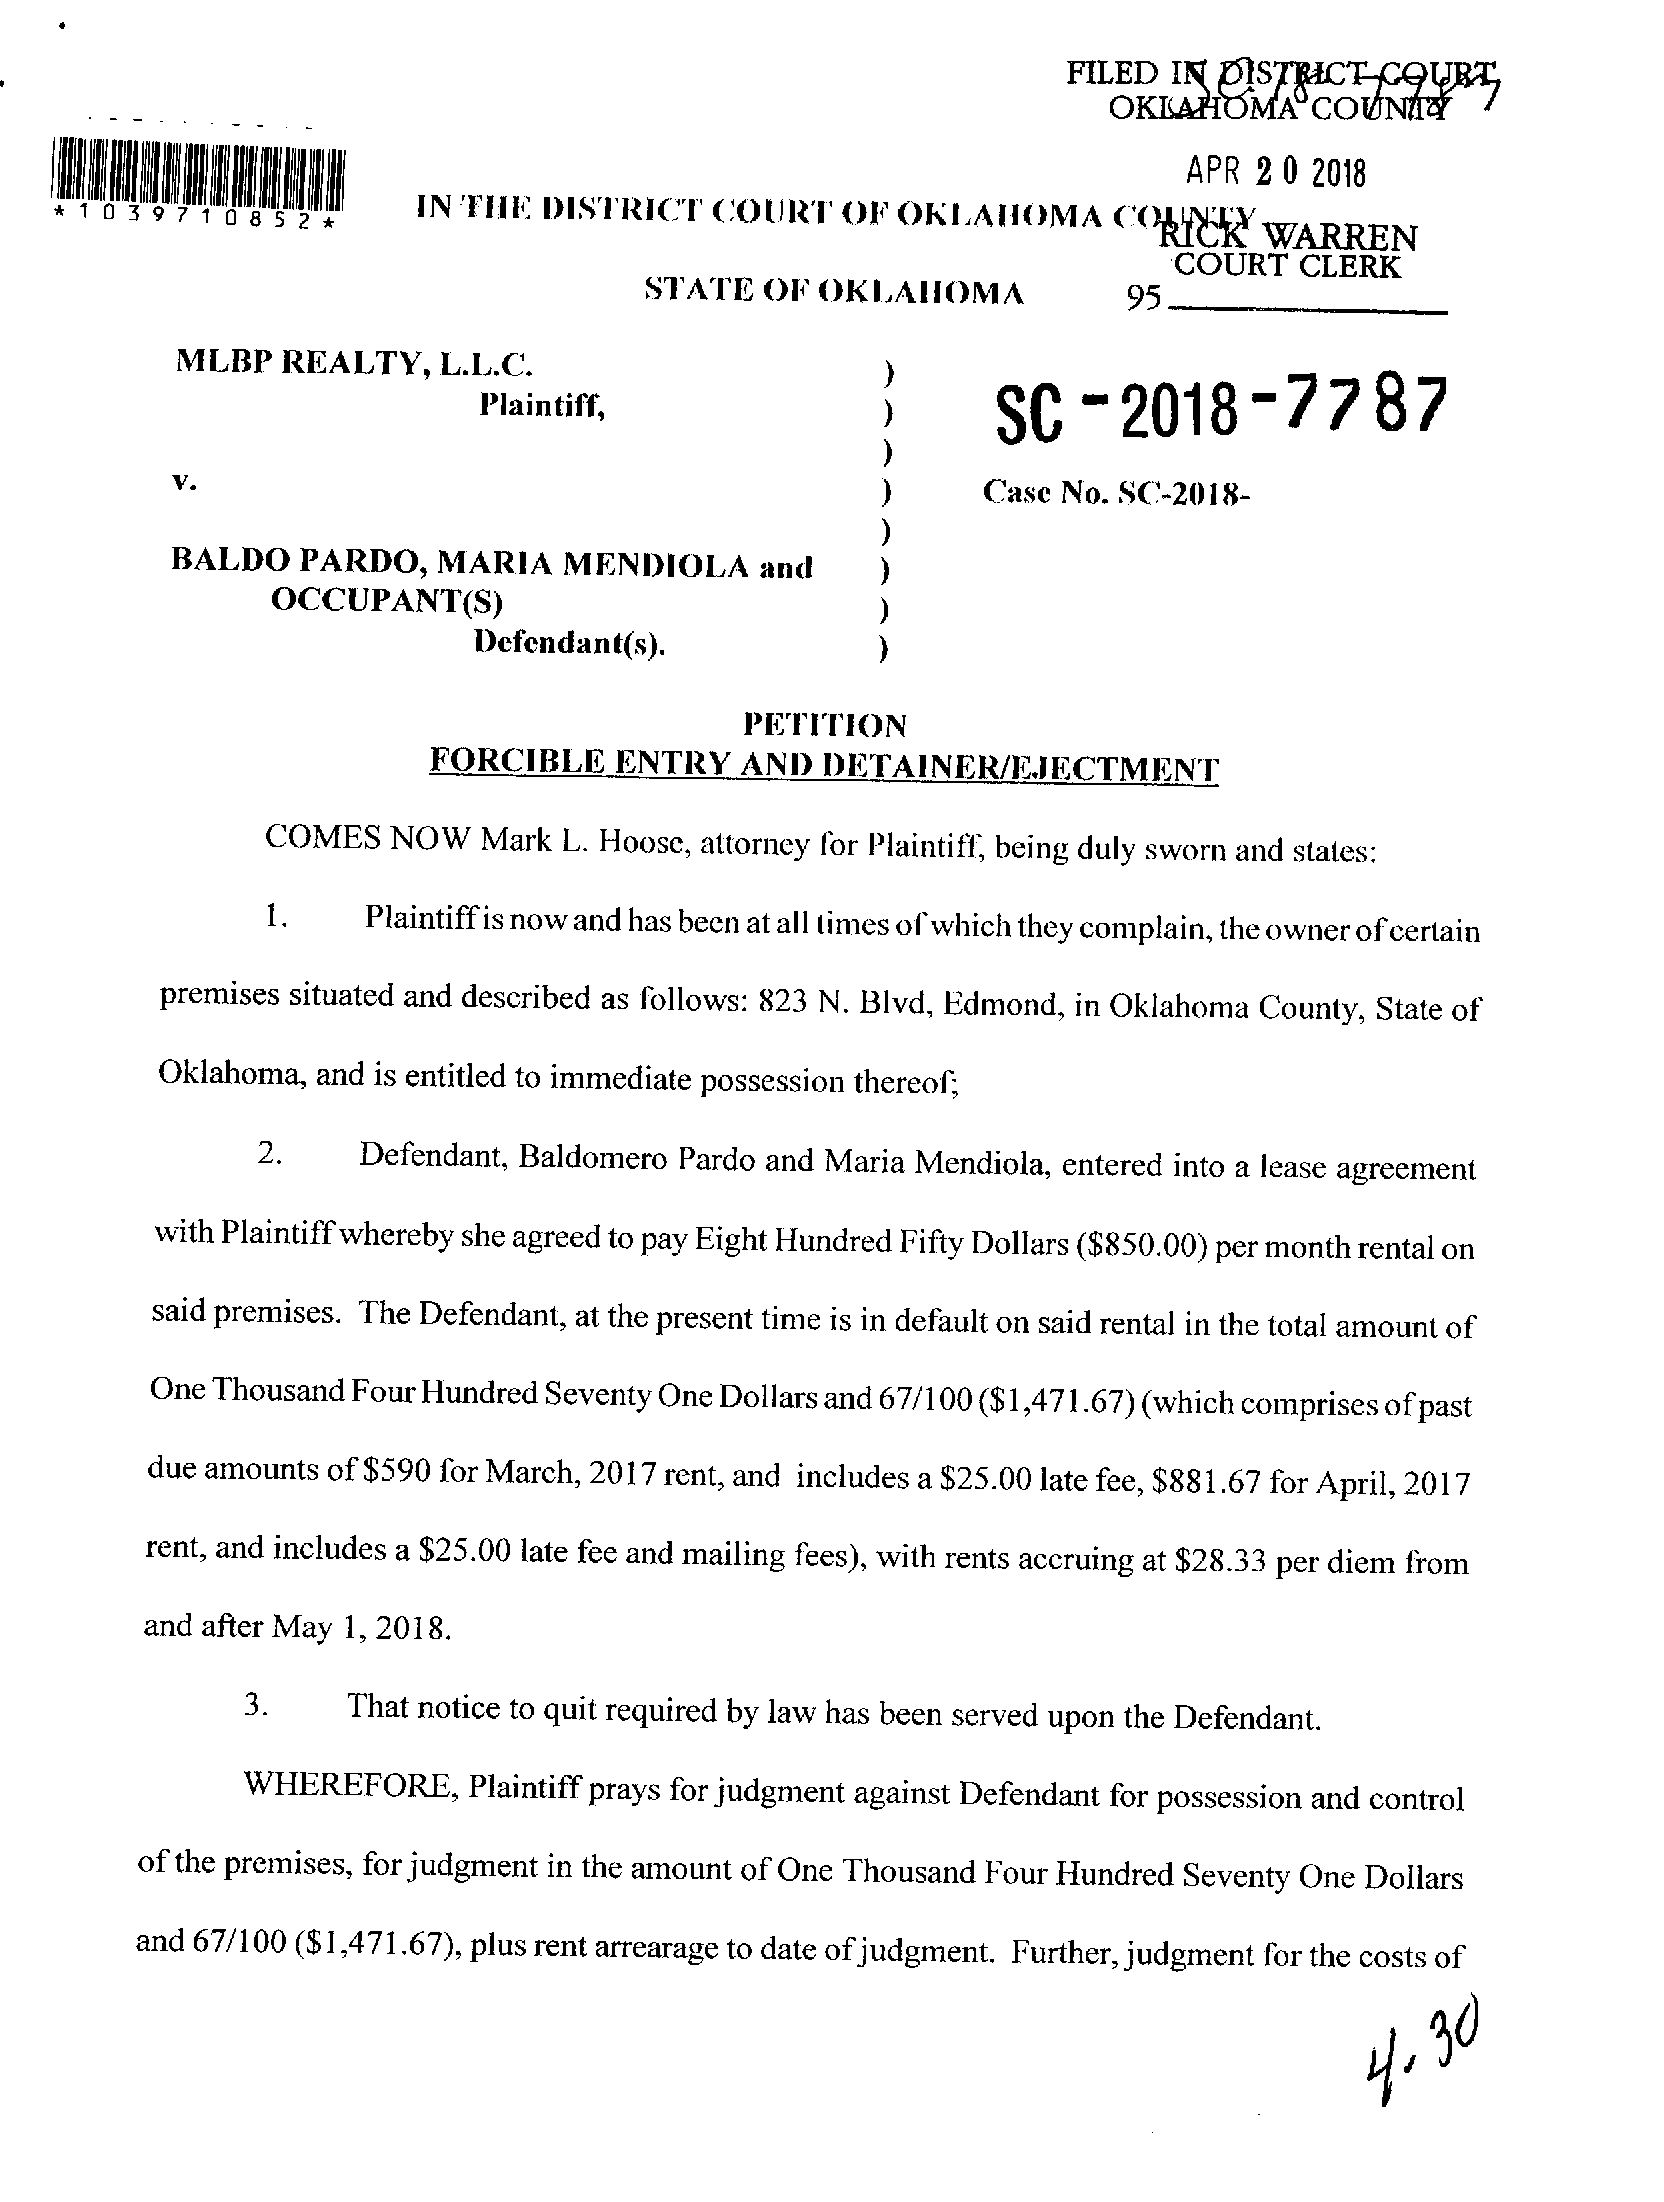 FILED IN DISTRICT COURT
OKLAHOMA COUNTY
APR 20 2018
*1039710852*
IN THE DISTRICT COURT OF OKLAHOMA COUNTY
RICK WARREN
COURT CLERK
STATE OF OKLAHOMA
95
MLBP REALTY, L.L.C. )
Plaintiff, )
SC-2018-7787
)
v. ) Case No. SC-2018-
)
BALDO PARDO, MARIA MENDIOLA and )
OCCUPANT(S) )
Defendant(s). )
PETITION
FORCIBLE ENTRY AND DETAINER/EJECTMENT
COMES NOW Mark L. Hoose, attorney for Plaintiff, being duly sworn and states:
1. Plaintiff is now and has been at all times of which they complain, the owner of certain
premises situated and described as follows: 823 N. Blvd, Edmond, in Oklahoma County, State of
Oklahoma, and is entitled to immediate possession thereof;
2. Defendant, Baldomero Pardo and Maria Mendiola, entered into a lease agreement
with Plaintiff whereby she agreed to pay Eight Hundred Fifty Dollars ($850.00) per month rental on
said premises. The Defendant, at the present time is in default on said rental in the total amount of
One Thousand Four Hundred Seventy One Dollars and 67/100 ($1,471.67) (which comprises of past
due amounts of $590 for March, 2017 rent, and includes a $25.00 late fee, $881.67 for April, 2017
rent, and includes a $25.00 late fee and mailing fees), with rents accruing at $28.33 per diem from
and after May 1, 2018.
3. That notice to quit required by law has been served upon the Defendant.
WHEREFORE, Plaintiff prays for judgment against Defendant for possession and control
of the premises, for judgment in the amount of One Thousand Four Hundred Seventy One Dollars
and 67/100 ($1,471.67), plus rent arrearage to date of judgment. Further, judgment for the costs of
4.30